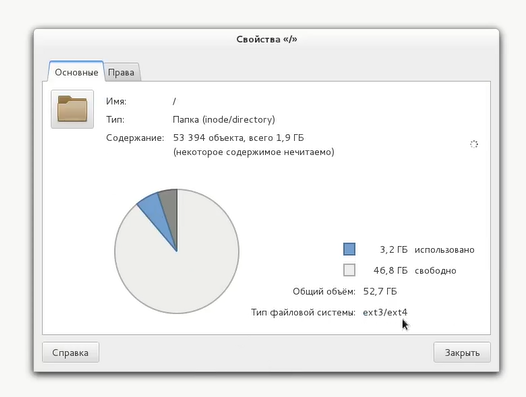 Свойства «/»
Основные Права
Имя: /
Тип: Папка (inode/directory)
Содержание: 53 394 объекта, всего 1,9 ГБ
(некоторое содержимое нечитаемо)
3,2 ГБ использовано
46,8 ГБ свободно
Общий объём: 52,7 ГБ
Тип файловой системы: ext3/ext4
Справка Закрыть